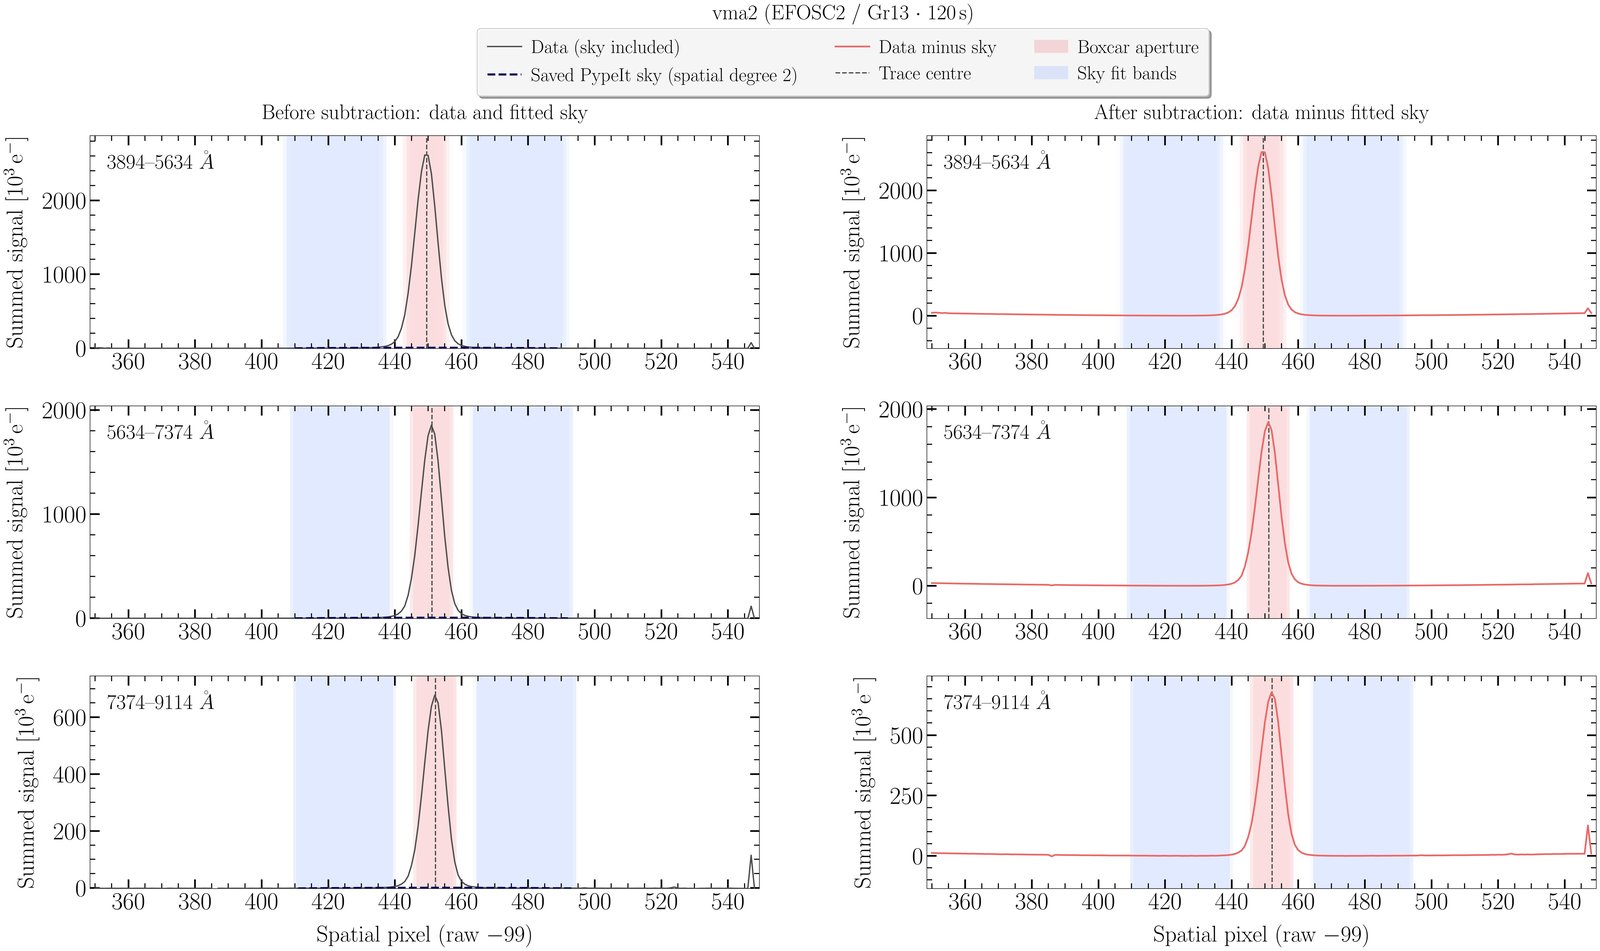 vma2 (EFOSC2 / Gr13 · 120 s)
Data (sky included)
Saved PypeIt sky (spatial degree 2)
Data minus sky
Trace centre
Boxcar aperture
Sky fit bands
Before subtraction: data and fitted sky
After subtraction: data minus fitted sky
Summed signal [10³ e⁻]
3894–5634 Å
2000
1000
0
360 380 400 420 440 460 480 500 520 540
Summed signal [10³ e⁻]
3894–5634 Å
2000
1000
0
360 380 400 420 440 460 480 500 520 540
Summed signal [10³ e⁻]
5634–7374 Å
2000
1000
0
360 380 400 420 440 460 480 500 520 540
Summed signal [10³ e⁻]
5634–7374 Å
2000
1000
0
360 380 400 420 440 460 480 500 520 540
Summed signal [10³ e⁻]
7374–9114 Å
600
400
200
0
360 380 400 420 440 460 480 500 520 540
Spatial pixel (raw −99)
Summed signal [10³ e⁻]
7374–9114 Å
500
250
0
360 380 400 420 440 460 480 500 520 540
Spatial pixel (raw −99)